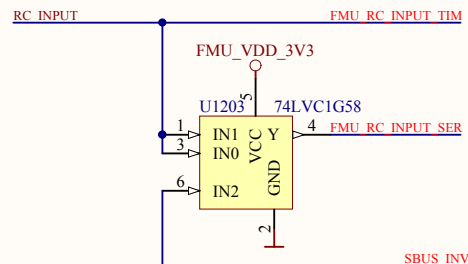 RC_INPUT FMU_RC_INPUT_TIM
FMU_VDD_3V3
5
U1203 74LVC1G58
1 IN1 VCC Y 4 FMU_RC_INPUT_SER
3 IN0
6 IN2 GND
2
SBUS_INV